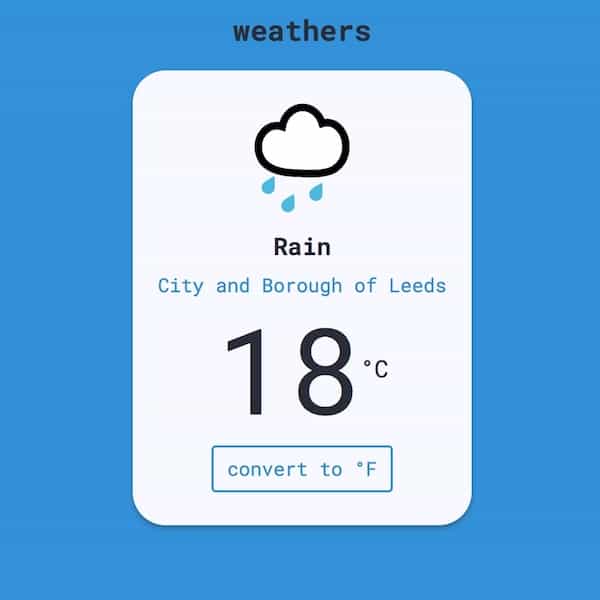 weathers
Rain
City and Borough of Leeds
18 °C
convert to °F